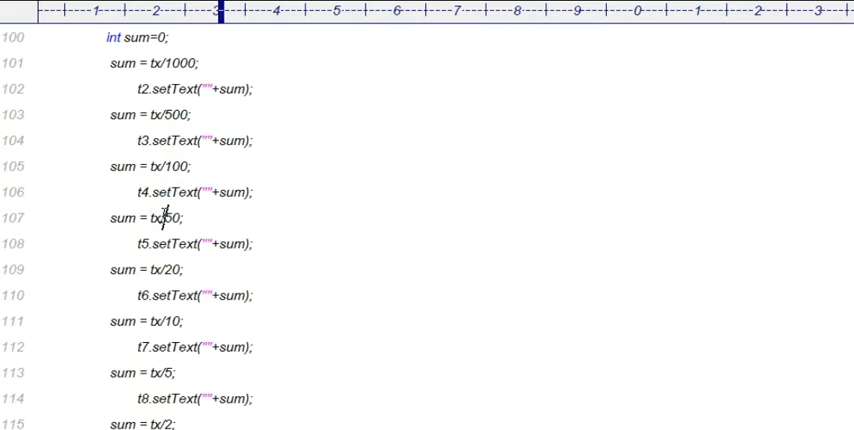 1 2 3 4 5 6 7 8 9 0 1 2 3
100 int sum=0;
101 sum = tx/1000;
102 t2.setText(""+sum);
103 sum = tx/500;
104 t3.setText(""+sum);
105 sum = tx/100;
106 t4.setText(""+sum);
107 sum = tx/50;
108 t5.setText(""+sum);
109 sum = tx/20;
110 t6.setText(""+sum);
111 sum = tx/10;
112 t7.setText(""+sum);
113 sum = tx/5;
114 t8.setText(""+sum);
115 sum = tx/2;